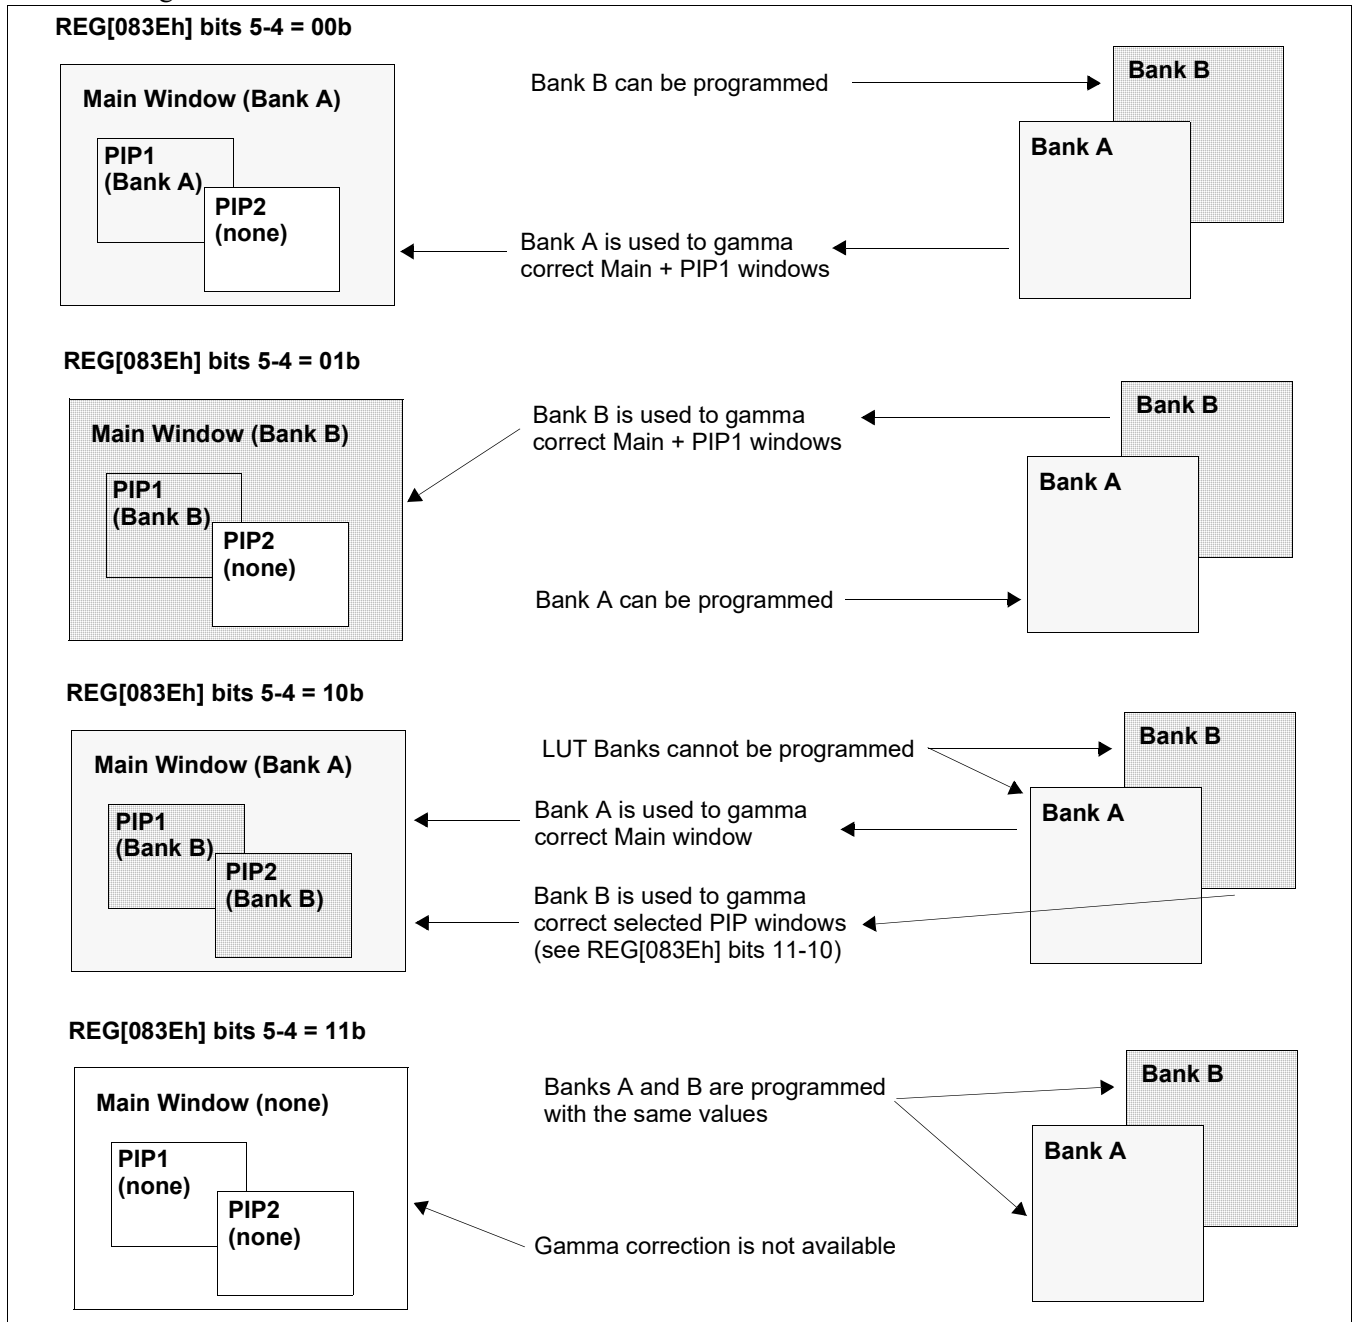 REG[083Eh] bits 5-4 = 00b
Main Window (Bank A)
PIP1
(Bank A)
PIP2
(none)
Bank B can be programmed
Bank A is used to gamma
correct Main + PIP1 windows
Bank B
Bank A
REG[083Eh] bits 5-4 = 01b
Main Window (Bank B)
PIP1
(Bank B)
PIP2
(none)
Bank B is used to gamma
correct Main + PIP1 windows
Bank A can be programmed
Bank B
Bank A
REG[083Eh] bits 5-4 = 10b
Main Window (Bank A)
PIP1
(Bank B)
PIP2
(Bank B)
LUT Banks cannot be programmed
Bank A is used to gamma
correct Main window
Bank B is used to gamma
correct selected PIP windows
(see REG[083Eh] bits 11-10)
Bank B
Bank A
REG[083Eh] bits 5-4 = 11b
Main Window (none)
PIP1
(none)
PIP2
(none)
Banks A and B are programmed
with the same values
Gamma correction is not available
Bank B
Bank A